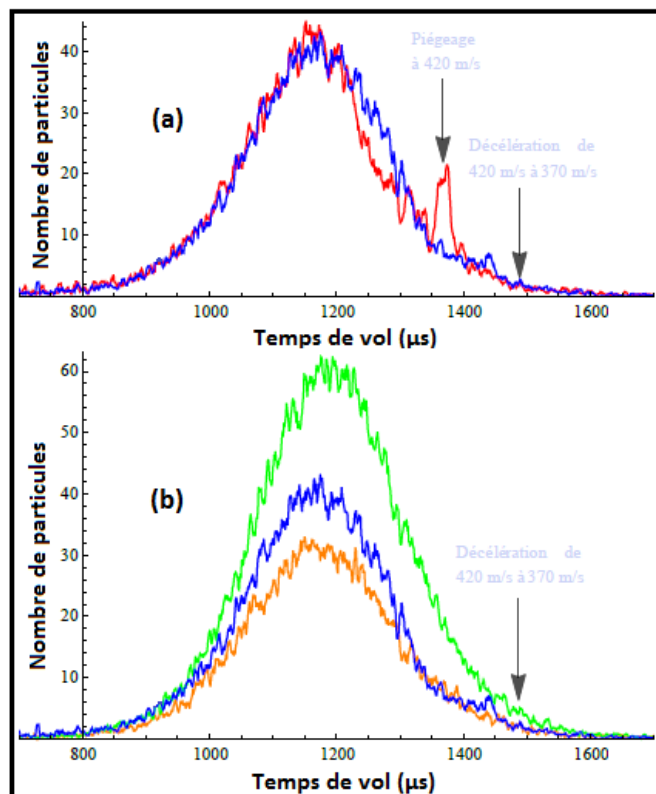 Nombre de particules
40
30
20
10
(a)
Piégeage
à 420 m/s
Décélération de
420 m/s à 370 m/s
800
1000
1200
1400
1600
Temps de vol (µs)
Nombre de particules
60
50
40
30
20
10
(b)
Décélération de
420 m/s à 370 m/s
800
1000
1200
1400
1600
Temps de vol (µs)